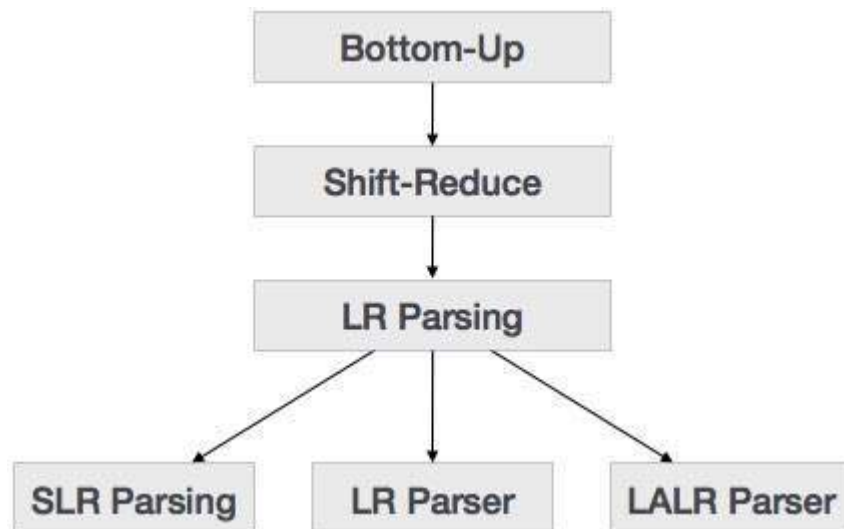 Bottom-Up
Shift-Reduce
LR Parsing
SLR Parsing
LR Parser
LALR Parser